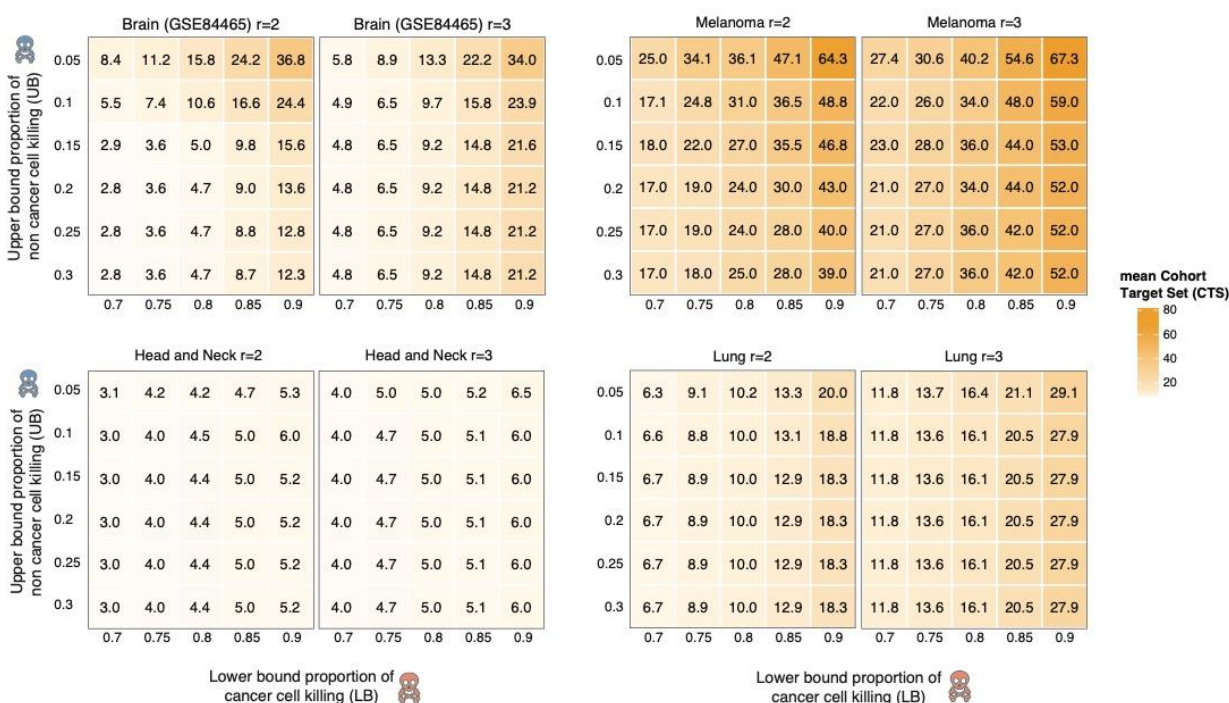 Brain (GSE84465) r=2 Brain (GSE84465) r=3
Upper bound proportion of
non cancer cell killing (UB)
0.05 8.4 11.2 15.8 24.2 36.8 5.8 8.9 13.3 22.2 34.0
0.1 5.5 7.4 10.6 16.6 24.4 4.9 6.5 9.7 15.8 23.9
0.15 2.9 3.6 5.0 9.8 15.6 4.8 6.5 9.2 14.8 21.6
0.2 2.8 3.6 4.7 9.0 13.6 4.8 6.5 9.2 14.8 21.2
0.25 2.8 3.6 4.7 8.8 12.8 4.8 6.5 9.2 14.8 21.2
0.3 2.8 3.6 4.7 8.7 12.3 4.8 6.5 9.2 14.8 21.2
0.7 0.75 0.8 0.85 0.9 0.7 0.75 0.8 0.85 0.9
Melanoma r=2 Melanoma r=3
0.05 25.0 34.1 36.1 47.1 64.3 27.4 30.6 40.2 54.6 67.3
0.1 17.1 24.8 31.0 36.5 48.8 22.0 26.0 34.0 48.0 59.0
0.15 18.0 22.0 27.0 35.5 46.8 23.0 28.0 36.0 44.0 53.0
0.2 17.0 19.0 24.0 30.0 43.0 21.0 27.0 34.0 44.0 52.0
0.25 17.0 19.0 24.0 28.0 40.0 21.0 27.0 36.0 42.0 52.0
0.3 17.0 18.0 25.0 28.0 39.0 21.0 27.0 36.0 42.0 52.0
0.7 0.75 0.8 0.85 0.9 0.7 0.75 0.8 0.85 0.9
mean Cohort
Target Set (CTS)
80
60
40
20
Head and Neck r=2 Head and Neck r=3
Upper bound proportion of
non cancer cell killing (UB)
0.05 3.1 4.2 4.2 4.7 5.3 4.0 5.0 5.0 5.2 6.5
0.1 3.0 4.0 4.5 5.0 6.0 4.0 4.7 5.0 5.1 6.0
0.15 3.0 4.0 4.4 5.0 5.2 4.0 4.7 5.0 5.1 6.0
0.2 3.0 4.0 4.4 5.0 5.2 4.0 4.7 5.0 5.1 6.0
0.25 3.0 4.0 4.4 5.0 5.2 4.0 4.7 5.0 5.1 6.0
0.3 3.0 4.0 4.4 5.0 5.2 4.0 4.7 5.0 5.1 6.0
0.7 0.75 0.8 0.85 0.9 0.7 0.75 0.8 0.85 0.9
Lower bound proportion of
cancer cell killing (LB)
Lung r=2 Lung r=3
0.05 6.3 9.1 10.2 13.3 20.0 11.8 13.7 16.4 21.1 29.1
0.1 6.6 8.8 10.0 13.1 18.8 11.8 13.6 16.1 20.5 27.9
0.15 6.7 8.9 10.0 12.9 18.3 11.8 13.6 16.1 20.5 27.9
0.2 6.7 8.9 10.0 12.9 18.3 11.8 13.6 16.1 20.5 27.9
0.25 6.7 8.9 10.0 12.9 18.3 11.8 13.6 16.1 20.5 27.9
0.3 6.7 8.9 10.0 12.9 18.3 11.8 13.6 16.1 20.5 27.9
0.7 0.75 0.8 0.85 0.9 0.7 0.75 0.8 0.85 0.9
Lower bound proportion of
cancer cell killing (LB)